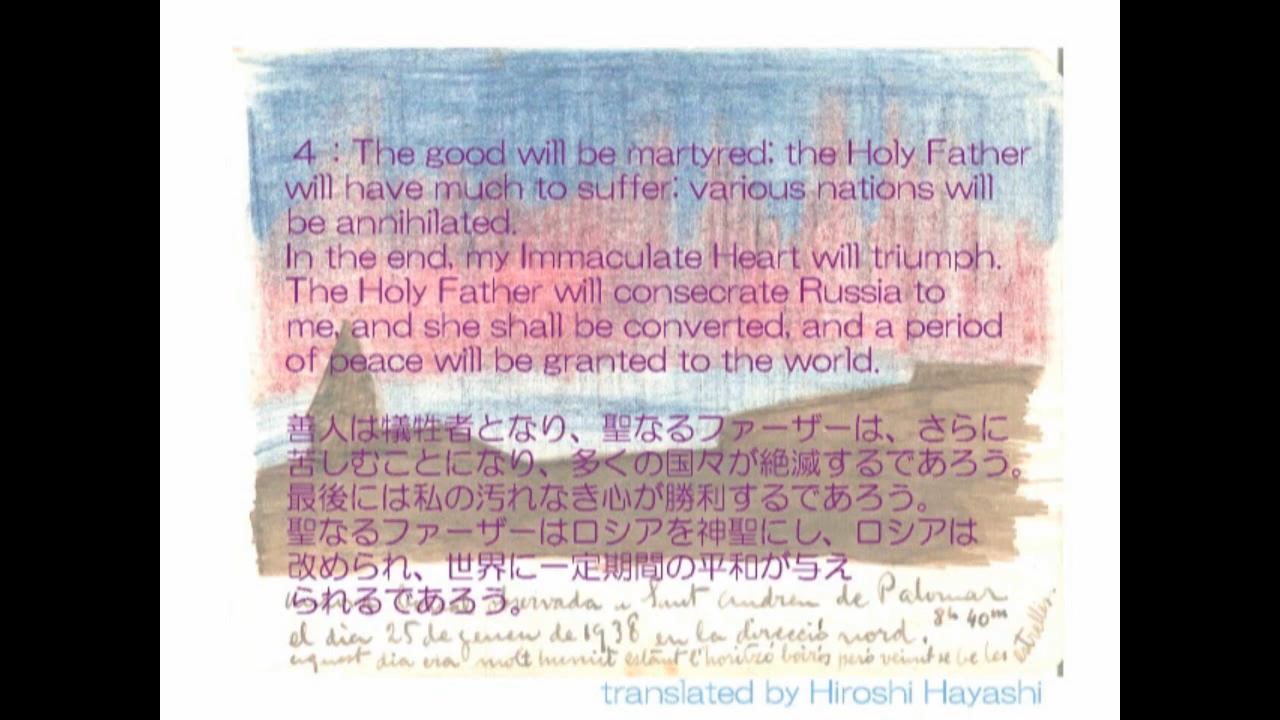 4 : The good will be martyred; the Holy Father
will have much to suffer; various nations will
be annihilated.
In the end, my Immaculate Heart will triumph.
The Holy Father will consecrate Russia to
me, and she shall be converted, and a period
of peace will be granted to the world.
善人は犠牲者となり、聖なるファーザーは、さらに
苦しむことになり、多くの国々が絶滅するであろう。
最後には私の汚れなき心が勝利するであろう。
聖なるファーザーはロシアを神聖にし、ロシアは
改められ、世界に一定期間の平和が与え
られるであろう。
Sant Andreu de Palomar
el dia 25 de gener de 1938 en la direcció nord. 8h 40m
aquest dia era molt estant l'horitzó boirós però veient se be les estrelles.
translated by Hiroshi Hayashi